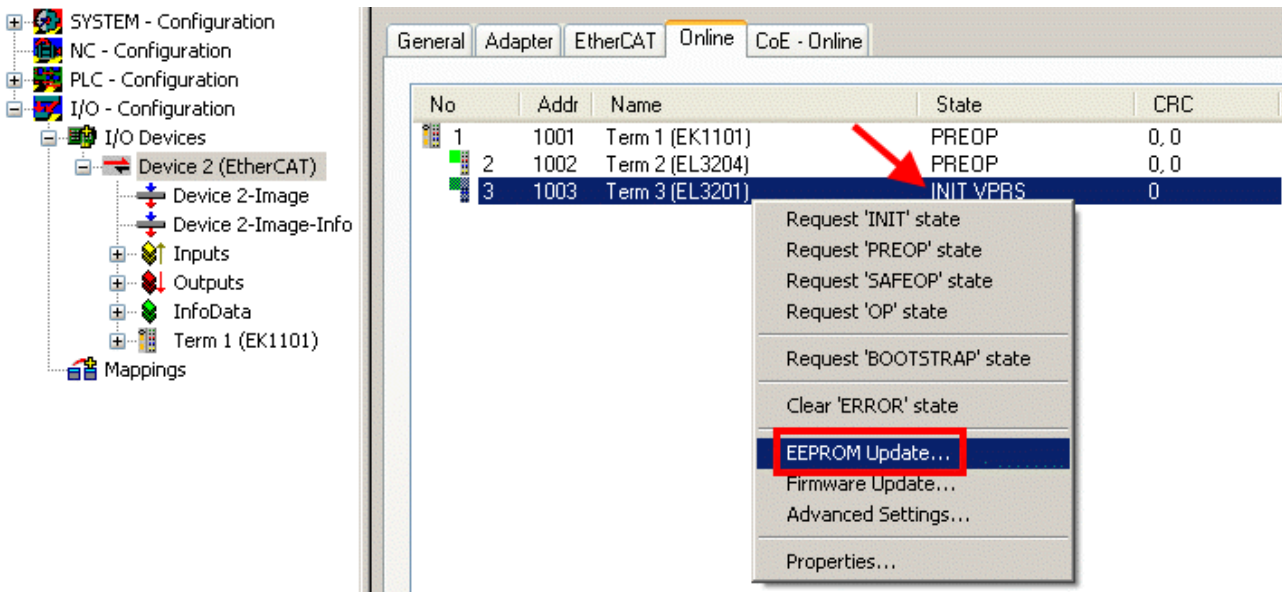 SYSTEM - Configuration
NC - Configuration
PLC - Configuration
I/O - Configuration
I/O Devices
Device 2 (EtherCAT)
Device 2-Image
Device 2-Image-Info
Inputs
Outputs
InfoData
Term 1 (EK1101)
Mappings
General Adapter EtherCAT Online CoE - Online
No Addr Name State CRC
1 1001 Term 1 (EK1101) PREOP 0, 0
2 1002 Term 2 (EL3204) PREOP 0, 0
3 1003 Term 3 (EL3201) INIT VPRS 0
Request 'INIT' state
Request 'PREOP' state
Request 'SAFEOP' state
Request 'OP' state
Request 'BOOTSTRAP' state
Clear 'ERROR' state
EEPROM Update...
Firmware Update...
Advanced Settings...
Properties...